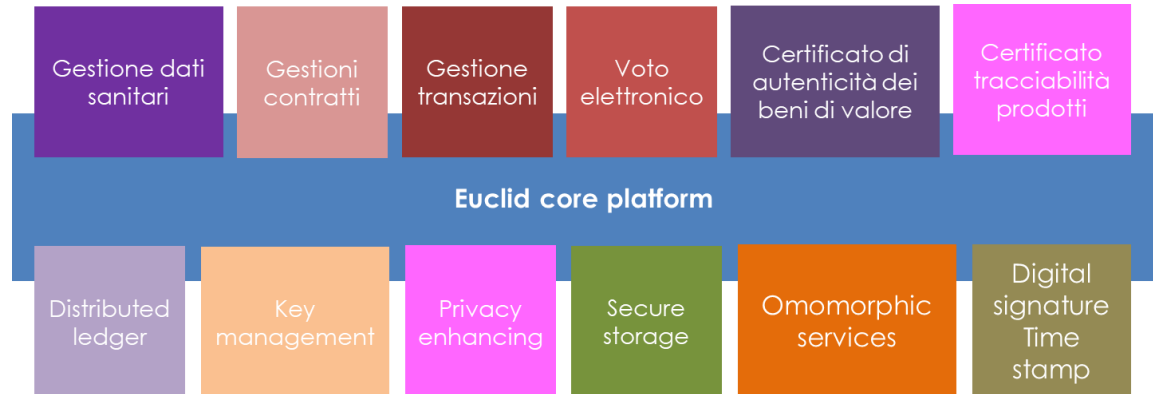 Gestione dati
sanitari
Gestioni
contratti
Gestione
transazioni
Voto
elettronico
Certificato di
autenticità dei
beni di valore
Certificato
tracciabilità
prodotti
Euclid core platform
Distributed
ledger
Key
management
Privacy
enhancing
Secure
storage
Omomorphic
services
Digital
signature
Time
stamp